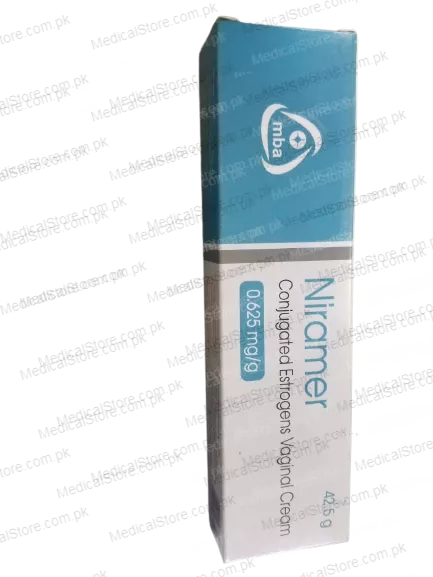 mba
Niramer
Conjugated Estrogens Vaginal Cream
0.625 mg/g
42.5 g
MedicalStore.com.pk